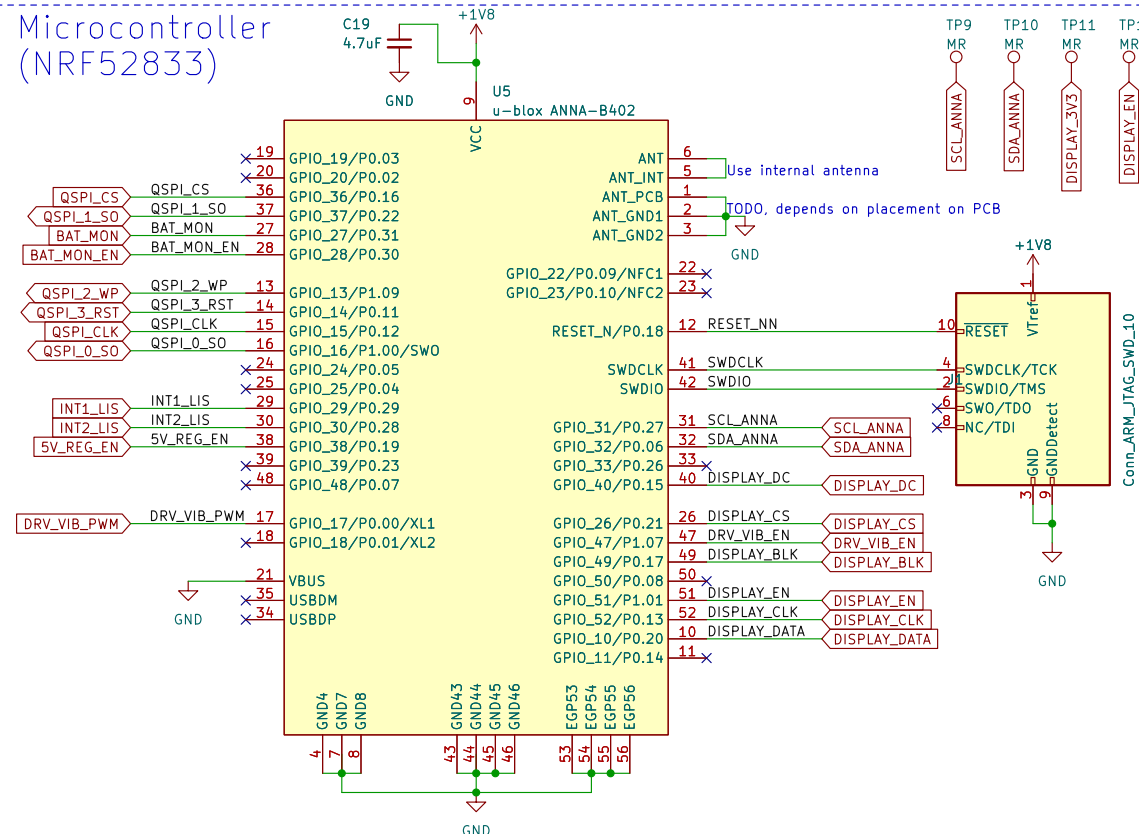 Microcontroller
(NRF52833)
C19
4.7uF
GND
+1V8
U5
u-blox ANNA-B402
9
VCC
19 GPIO_19/P0.03
20 GPIO_20/P0.02
QSPI_CS QSPI_CS 36 GPIO_36/P0.16
QSPI_1_SO QSPI_1_SO 37 GPIO_37/P0.22
BAT_MON BAT_MON 27 GPIO_27/P0.31
BAT_MON_EN BAT_MON_EN 28 GPIO_28/P0.30
QSPI_2_WP QSPI_2_WP 13 GPIO_13/P1.09
QSPI_3_RST QSPI_3_RST 14 GPIO_14/P0.11
QSPI_CLK QSPI_CLK 15 GPIO_15/P0.12
QSPI_0_SO QSPI_0_SO 16 GPIO_16/P1.00/SWO
24 GPIO_24/P0.05
25 GPIO_25/P0.04
INT1_LIS INT1_LIS 29 GPIO_29/P0.29
INT2_LIS INT2_LIS 30 GPIO_30/P0.28
5V_REG_EN 5V_REG_EN 38 GPIO_38/P0.19
39 GPIO_39/P0.23
48 GPIO_48/P0.07
DRV_VIB_PWM DRV_VIB_PWM 17 GPIO_17/P0.00/XL1
18 GPIO_18/P0.01/XL2
21 VBUS
GND
35 USBDM
34 USBDP
ANT 6
ANT_INT 5
Use internal antenna
ANT_PCB 1
ANT_GND1 2
TODO, depends on placement on PCB
ANT_GND2 3
GND
GPIO_22/P0.09/NFC1 22
GPIO_23/P0.10/NFC2 23
RESET_N/P0.18 12 RESET_NN
SWDCLK 41 SWDCLK
SWDIO 42 SWDIO
GPIO_31/P0.27 31 SCL_ANNA SCL_ANNA
GPIO_32/P0.06 32 SDA_ANNA SDA_ANNA
GPIO_33/P0.26 33
GPIO_40/P0.15 40 DISPLAY_DC DISPLAY_DC
GPIO_26/P0.21 26 DISPLAY_CS DISPLAY_CS
GPIO_47/P1.07 47 DRV_VIB_EN DRV_VIB_EN
GPIO_49/P0.17 49 DISPLAY_BLK DISPLAY_BLK
GPIO_50/P0.08 50
GPIO_51/P1.01 51 DISPLAY_EN DISPLAY_EN
GPIO_52/P0.13 52 DISPLAY_CLK DISPLAY_CLK
GPIO_10/P0.20 10 DISPLAY_DATA DISPLAY_DATA
GPIO_11/P0.14 11
GND4 GND7 GND8 GND43 GND44 GND45 GND46 EGP53 EGP54 EGP55 EGP56
4 7 8 43 44 45 46 53 54 55 56
GND
TP9 TP10 TP11
MR MR MR MR
SCL_ANNA SDA_ANNA DISPLAY_3V3 DISPLAY_EN
+1V8
1
VTref
10 RESET
4 SWDCLK/TCK
J1
2 SWDIO/TMS
6 SWO/TDO
8 NC/TDI
GND GNDDetect
3 9
GND
Conn_ARM_JTAG_SWD_10